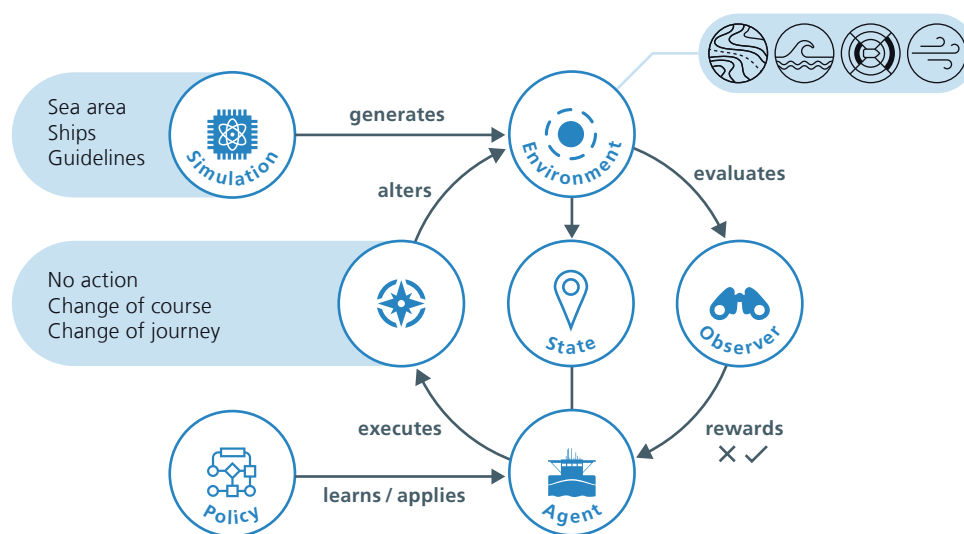 Sea area
Ships
Guidelines
Simulation
generates
Environment
alters
evaluates
No action
Change of course
Change of journey
State
Observer
executes
rewards
Policy
learns / applies
Agent